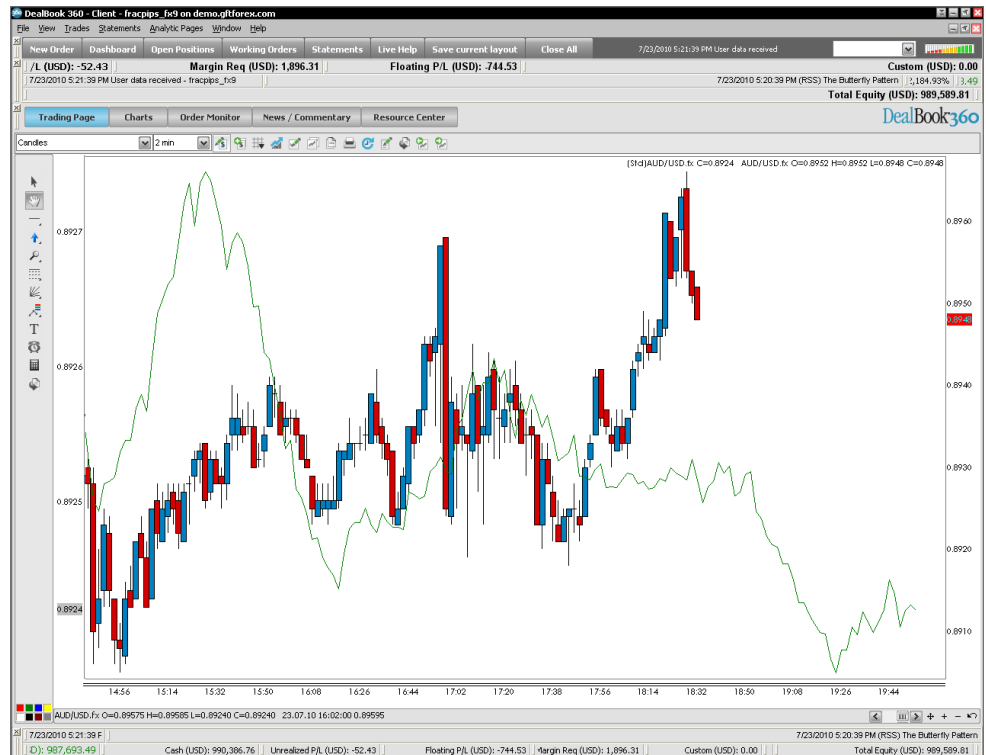 DealBook 360 - Client - fracpips_fx9 on demo.gftforex.com
File View Trades Statements Analytic Pages Window Help
New Order Dashboard Open Positions Working Orders Statements Live Help Save current layout Close All 7/23/2010 5:21:39 PM User data received
/L (USD): -52.43 Margin Req (USD): 1,896.31 Floating P/L (USD): -744.53 Custom (USD): 0.00
7/23/2010 5:21:39 PM User data received - fracpips_fx9 7/23/2010 5:20:39 PM (RSS) The Butterfly Pattern ,184.93% 3.49
Total Equity (USD): 989,589.81
Trading Page Charts Order Monitor News / Commentary Resource Center DealBook 360
Candles 2 min
(Std)AUD/USD.fx C=0.8924 AUD/USD.fx O=0.8952 H=0.8952 L=0.8948 C=0.8948
0.8960
0.8927
0.8950
0.8948
0.8926
0.8940
0.8930
0.8925
0.8920
0.8924
0.8910
T
14:56 15:14 15:32 15:50 16:08 16:26 16:44 17:02 17:20 17:38 17:56 18:14 18:32 18:50 19:08 19:26 19:44
AUD/USD.fx O=0.89575 H=0.89585 L=0.89240 C=0.89240 23.07.10 16:02:00 0.89595
7/23/2010 5:21:39 F 7/23/2010 5:20:39 PM (RSS) The Butterfly Pattern
D): 987,693.49 Cash (USD): 990,386.76 Unrealized P/L (USD): -52.43 Floating P/L (USD): -744.53 Margin Req (USD): 1,896.31 Custom (USD): 0.00 Total Equity (USD): 989,589.81